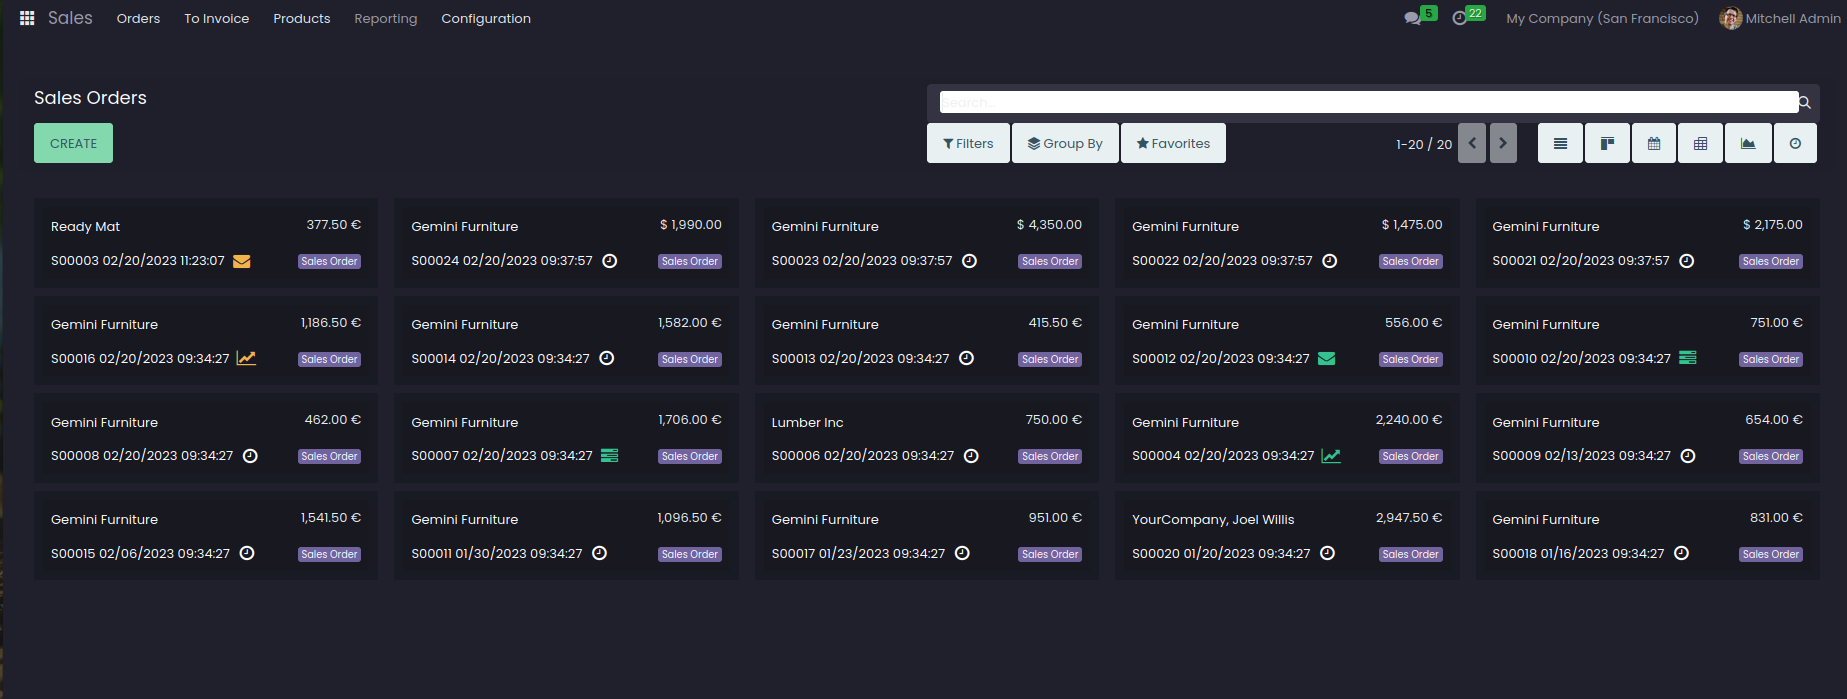 Sales Orders To Invoice Products Reporting Configuration 5 22 My Company (San Francisco) Mitchell Admin
Sales Orders
Search...
CREATE Filters Group By Favorites 1-20 / 20
Ready Mat 377.50 €
S00003 02/20/2023 11:23:07 Sales Order
Gemini Furniture $ 1,990.00
S00024 02/20/2023 09:37:57 Sales Order
Gemini Furniture $ 4,350.00
S00023 02/20/2023 09:37:57 Sales Order
Gemini Furniture $ 1,475.00
S00022 02/20/2023 09:37:57 Sales Order
Gemini Furniture $ 2,175.00
S00021 02/20/2023 09:37:57 Sales Order
Gemini Furniture 1,186.50 €
S00016 02/20/2023 09:34:27 Sales Order
Gemini Furniture 1,582.00 €
S00014 02/20/2023 09:34:27 Sales Order
Gemini Furniture 415.50 €
S00013 02/20/2023 09:34:27 Sales Order
Gemini Furniture 556.00 €
S00012 02/20/2023 09:34:27 Sales Order
Gemini Furniture 751.00 €
S00010 02/20/2023 09:34:27 Sales Order
Gemini Furniture 462.00 €
S00008 02/20/2023 09:34:27 Sales Order
Gemini Furniture 1,706.00 €
S00007 02/20/2023 09:34:27 Sales Order
Lumber Inc 750.00 €
S00006 02/20/2023 09:34:27 Sales Order
Gemini Furniture 2,240.00 €
S00004 02/20/2023 09:34:27 Sales Order
Gemini Furniture 654.00 €
S00009 02/13/2023 09:34:27 Sales Order
Gemini Furniture 1,541.50 €
S00015 02/06/2023 09:34:27 Sales Order
Gemini Furniture 1,096.50 €
S00011 01/30/2023 09:34:27 Sales Order
Gemini Furniture 951.00 €
S00017 01/23/2023 09:34:27 Sales Order
YourCompany, Joel Willis 2,947.50 €
S00020 01/20/2023 09:34:27 Sales Order
Gemini Furniture 831.00 €
S00018 01/16/2023 09:34:27 Sales Order